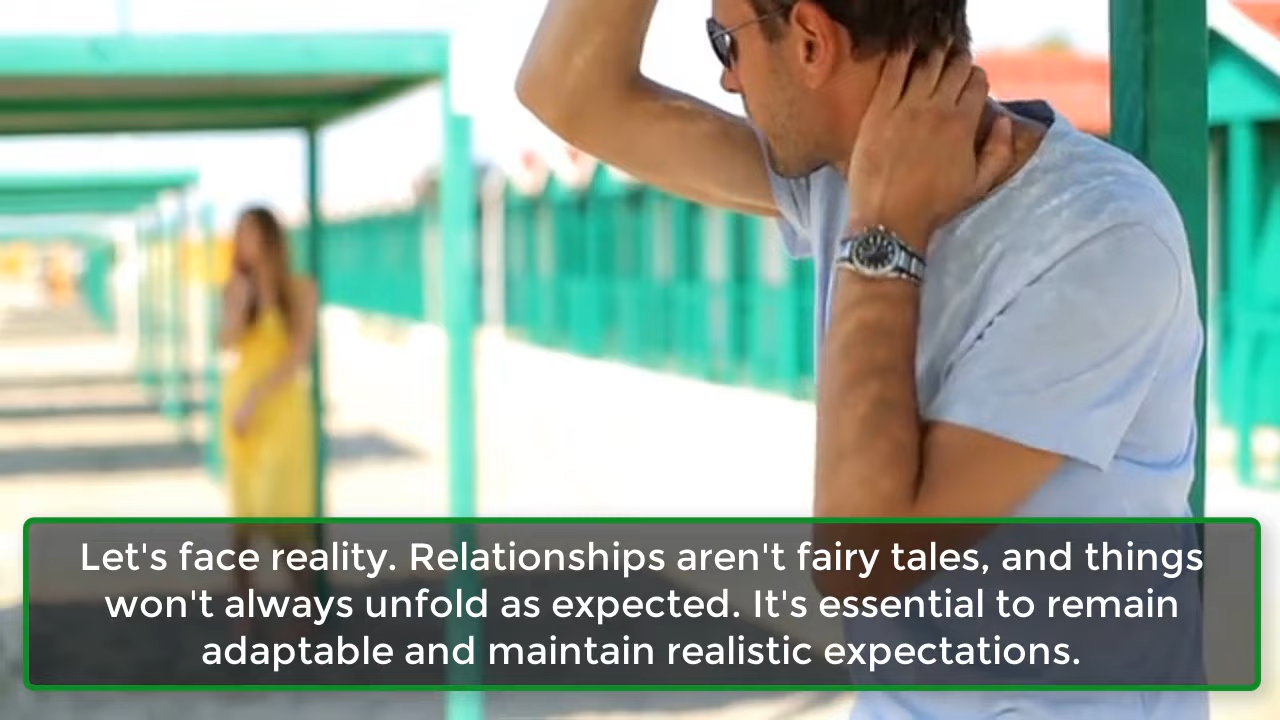 Let's face reality. Relationships aren't fairy tales, and things
won't always unfold as expected. It's essential to remain
adaptable and maintain realistic expectations.